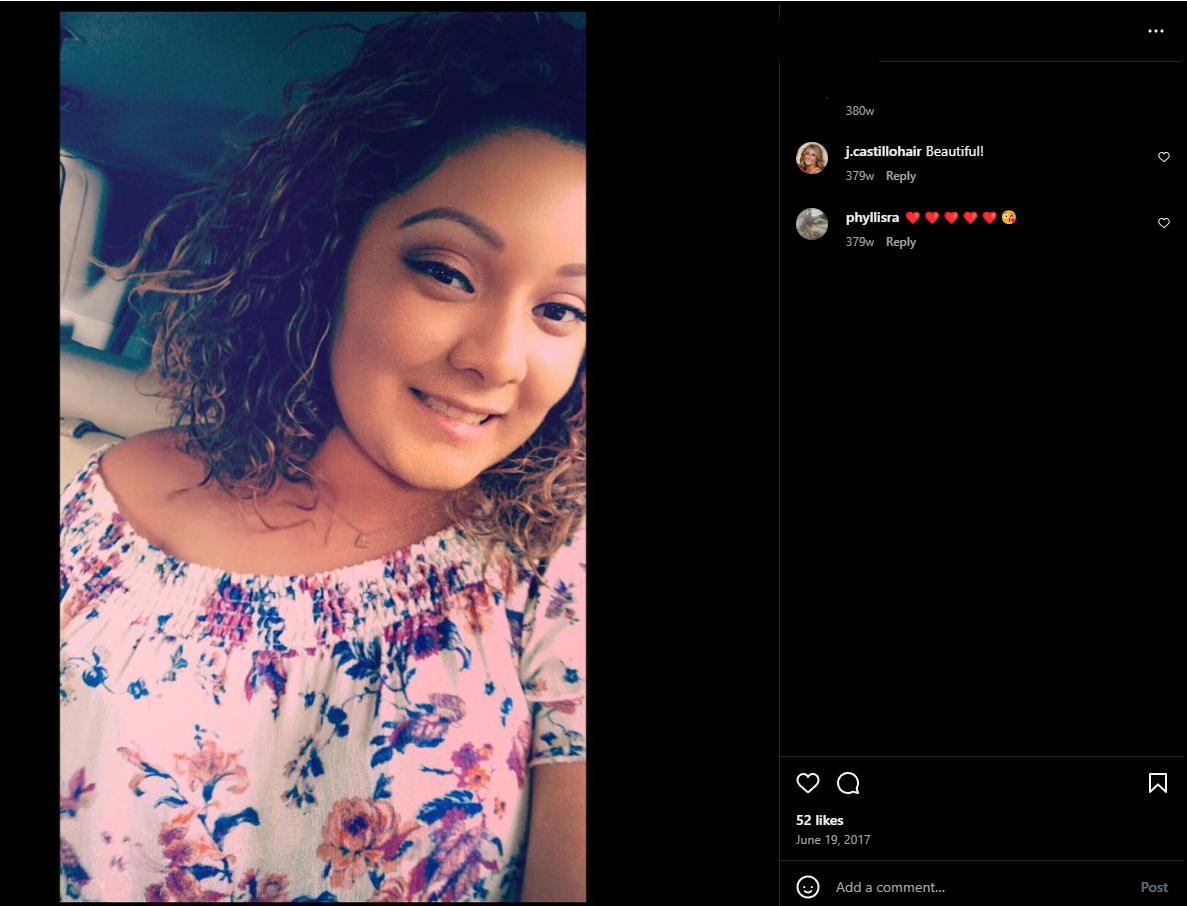 380w
j.castillohair Beautiful!
379w Reply
phyllisra ❤️❤️❤️❤️❤️😘
379w Reply
52 likes
June 19, 2017
Add a comment...
Post